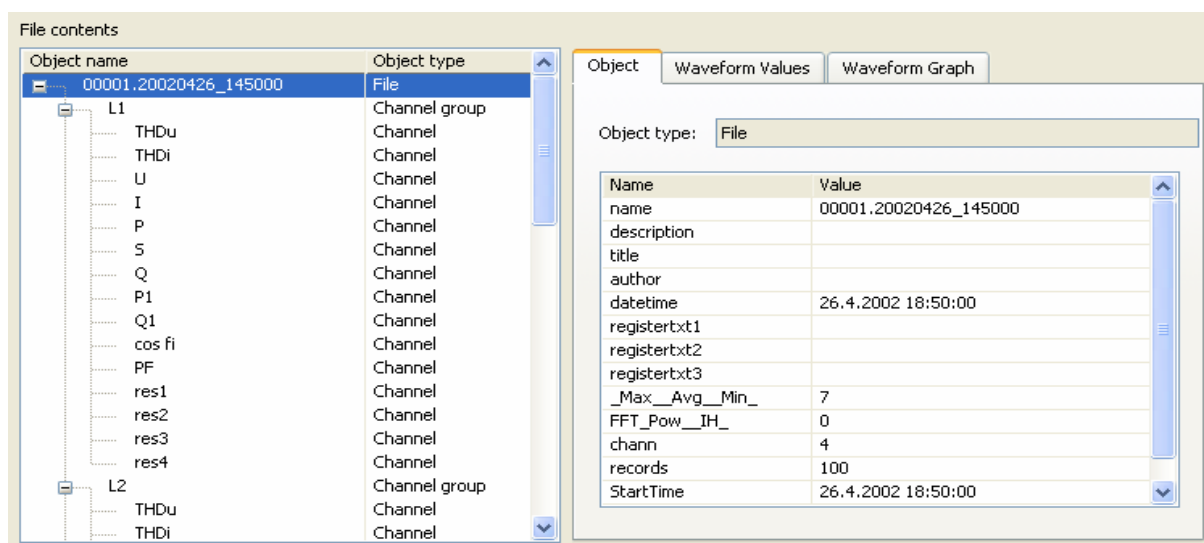 File contents
Object name Object type
00001.20020426_145000 File
L1 Channel group
THDu Channel
THDi Channel
U Channel
I Channel
P Channel
S Channel
Q Channel
P1 Channel
Q1 Channel
cos fi Channel
PF Channel
res1 Channel
res2 Channel
res3 Channel
res4 Channel
L2 Channel group
THDu Channel
THDi Channel
Object Waveform Values Waveform Graph
Object type: File
Name Value
name 00001.20020426_145000
description
title
author
datetime 26.4.2002 18:50:00
registertxt1
registertxt2
registertxt3
_Max__Avg__Min_ 7
FFT_Pow__IH_ 0
chann 4
records 100
StartTime 26.4.2002 18:50:00